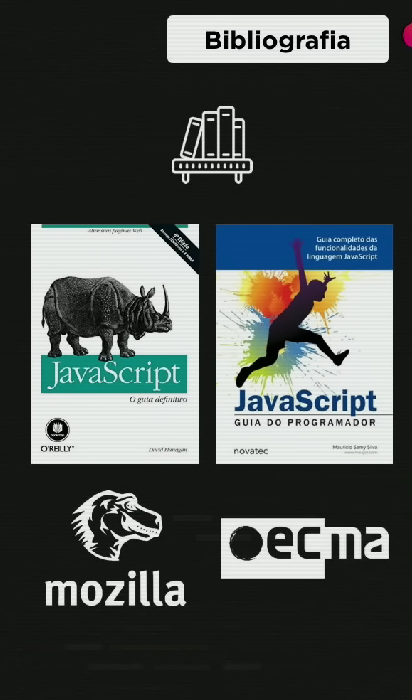 Bibliografia
JavaScript
O guia definitivo
O'REILLY®
David Flanagan
Guia completo das
funcionalidades da
linguagem JavaScript
JavaScript
GUIA DO PROGRAMADOR
novatec
Maurício Samy Silva
mozilla
ecma